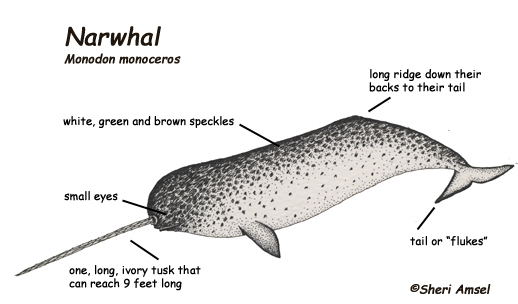 Narwhal
Monodon monoceros
long ridge down their
backs to their tail
white, green and brown speckles
small eyes
tail or “flukes”
one, long, ivory tusk that
can reach 9 feet long
©Sheri Amsel